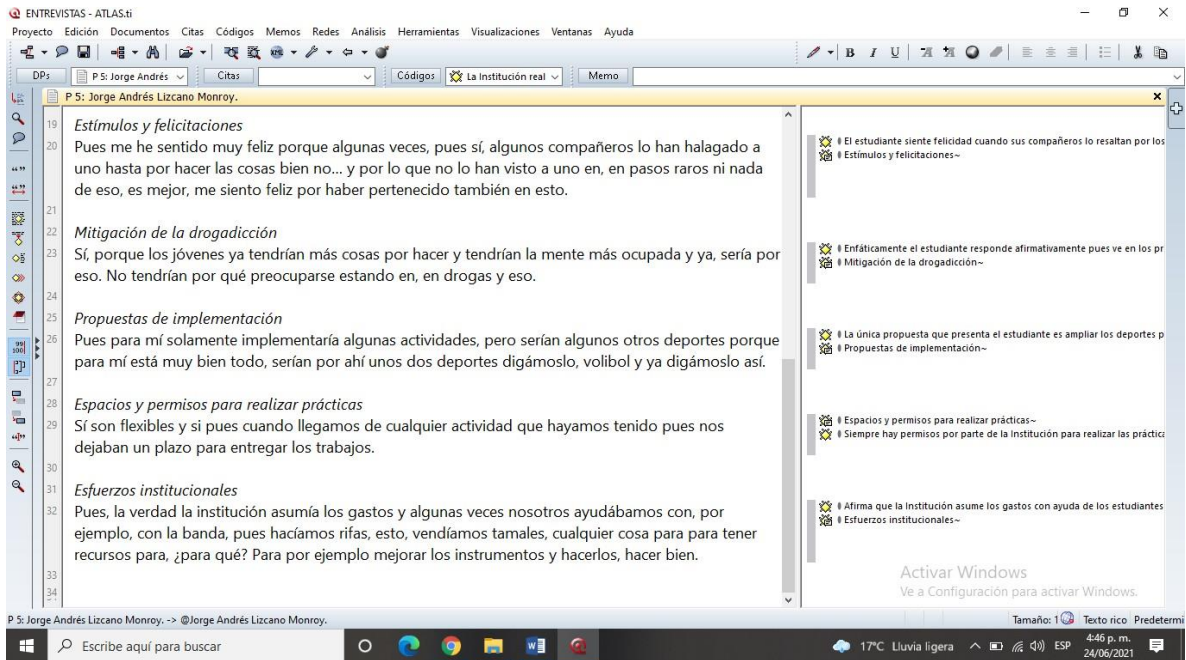 ENTREVISTAS - ATLAS.ti
Proyecto Edición Documentos Citas Códigos Memos Redes Análisis Herramientas Visualizaciones Ventanas Ayuda
B I U
DPs P 5: Jorge Andrés Citas Códigos La Institución real Memo
P 5: Jorge Andrés Lizcano Monroy.
19 Estímulos y felicitaciones
20 Pues me he sentido muy feliz porque algunas veces, pues sí, algunos compañeros lo han halagado a
uno hasta por hacer las cosas bien no... y por lo que no lo han visto a uno en, en pasos raros ni nada
de eso, es mejor, me siento feliz por haber pertenecido también en esto.
El estudiante siente felicidad cuando sus compañeros lo resaltan por los
Estímulos y felicitaciones~
21
22 Mitigación de la drogadicción
23 Sí, porque los jóvenes ya tendrían más cosas por hacer y tendrían la mente más ocupada y ya, sería por
eso. No tendrían por qué preocuparse estando en, en drogas y eso.
Enfáticamente el estudiante responde afirmativamente pues ve en los pr
Mitigación de la drogadicción~
24
25 Propuestas de implementación
26 Pues para mí solamente implementaría algunas actividades, pero serían algunos otros deportes porque
para mí está muy bien todo, serían por ahí unos dos deportes digámoslo, volibol y ya digámoslo así.
La única propuesta que presenta el estudiante es ampliar los deportes p
Propuestas de implementación~
27
28 Espacios y permisos para realizar prácticas
29 Sí son flexibles y si pues cuando llegamos de cualquier actividad que hayamos tenido pues nos
dejaban un plazo para entregar los trabajos.
Espacios y permisos para realizar prácticas~
Siempre hay permisos por parte de la Institución para realizar las práctica
30
31 Esfuerzos institucionales
32 Pues, la verdad la institución asumía los gastos y algunas veces nosotros ayudábamos con, por
ejemplo, con la banda, pues hacíamos rifas, esto, vendíamos tamales, cualquier cosa para para tener
recursos para, ¿para qué? Para por ejemplo mejorar los instrumentos y hacerlos, hacer bien.
Afirma que la Institución asume los gastos con ayuda de los estudiantes
Esfuerzos institucionales~
33
34
Activar Windows
Ve a Configuración para activar Windows.
P 5: Jorge Andrés Lizcano Monroy. -> @Jorge Andrés Lizcano Monroy. Tamaño: 1 Texto rico Predetermi
Escribe aquí para buscar 17°C Lluvia ligera ESP 4:46 p. m.
24/06/2021